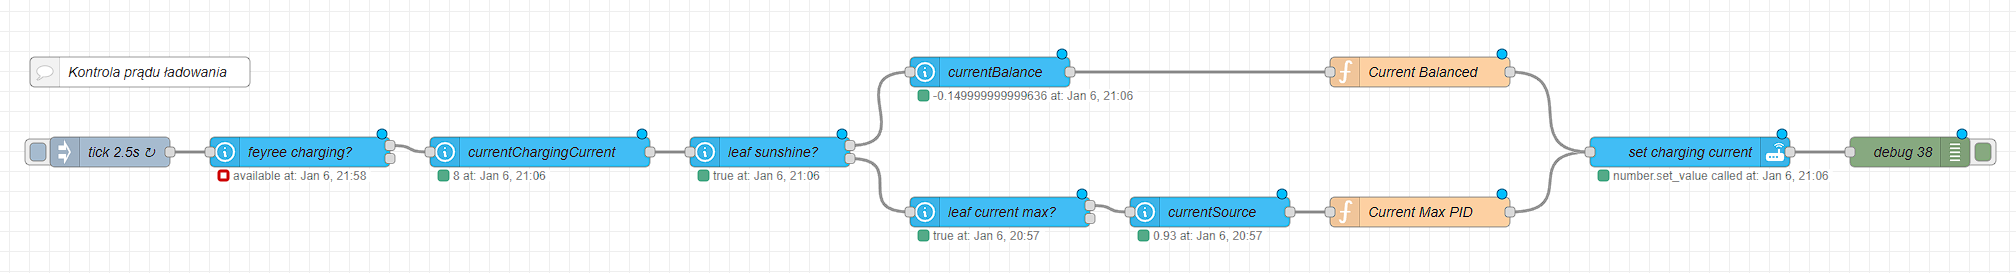 currentBalance
Current Balanced
Kontrola prądu ładowania
-0.149999999999636 at: Jan 6, 21:06
tick 2.5s ↻
feyree charging?
currentChargingCurrent
leaf sunshine?
set charging current
debug 38
available at: Jan 6, 21:58
8 at: Jan 6, 21:06
true at: Jan 6, 21:06
number.set_value called at: Jan 6, 21:06
leaf current max?
currentSource
Current Max PID
true at: Jan 6, 20:57
0.93 at: Jan 6, 20:57